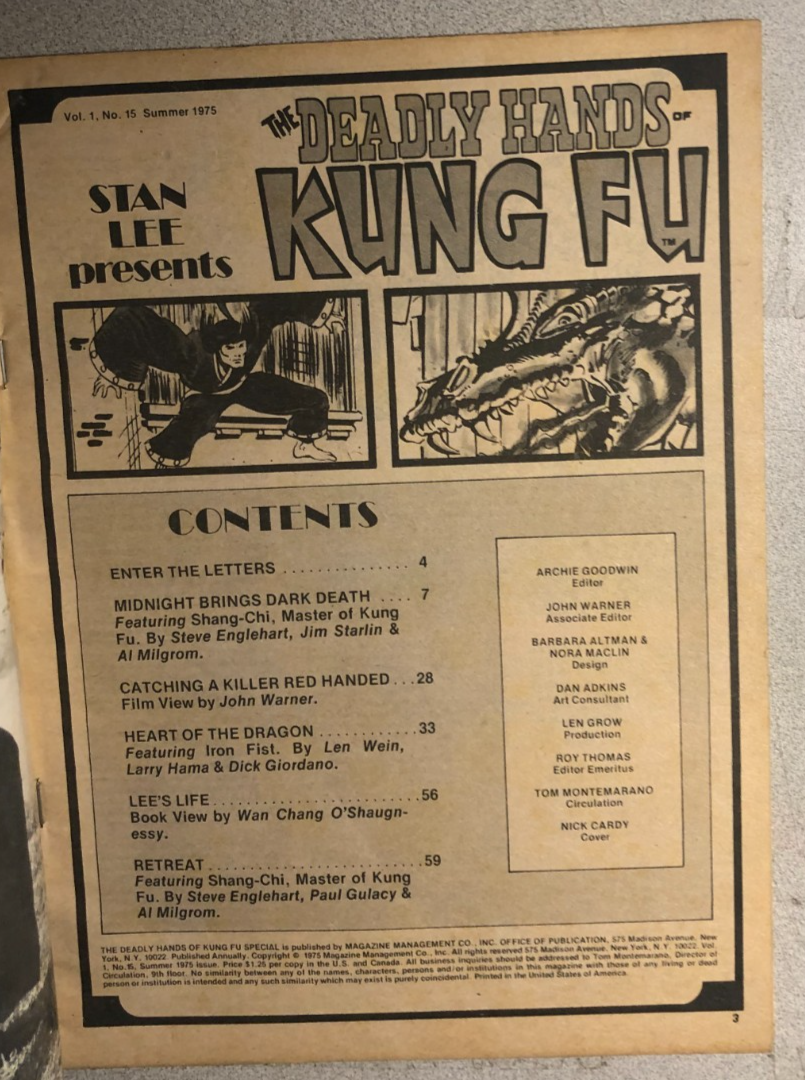 Vol. 1, No. 15 Summer 1975
STAN
LEE
presents
THE DEADLY HANDS OF
KUNG FU™
CONTENTS
ENTER THE LETTERS . . . . . . . . . . . . . . . 4
MIDNIGHT BRINGS DARK DEATH . . . . 7
Featuring Shang-Chi, Master of Kung
Fu. By Steve Englehart, Jim Starlin &
Al Milgrom.
CATCHING A KILLER RED HANDED . . . 28
Film View by John Warner.
HEART OF THE DRAGON . . . . . . . . . . . . 33
Featuring Iron Fist. By Len Wein,
Larry Hama & Dick Giordano.
LEE'S LIFE . . . . . . . . . . . . . . . . . . . . . . . . . 56
Book View by Wan Chang O'Shaugn-
essy.
RETREAT . . . . . . . . . . . . . . . . . . . . . . . . . . 59
Featuring Shang-Chi, Master of Kung
Fu. By Steve Englehart, Paul Gulacy &
Al Milgrom.
ARCHIE GOODWIN
Editor
JOHN WARNER
Associate Editor
BARBARA ALTMAN &
NORA MACLIN
Design
DAN ADKINS
Art Consultant
LEN GROW
Production
ROY THOMAS
Editor Emeritus
TOM MONTEMARANO
Circulation
NICK CARDY
Cover
THE DEADLY HANDS OF KUNG FU SPECIAL is published by MAGAZINE MANAGEMENT CO., INC. OFFICE OF PUBLICATION, 575 Madison Avenue, New
York, N.Y. 10022. Published Annually. Copyright © 1975 Magazine Management Co., Inc. All rights reserved 575 Madison Avenue, New York, N.Y. 10022. Vol.
1, No. 15, Summer 1975 issue. Price $1.25 per copy in the U.S. and Canada. All business inquiries should be addressed to Tom Montemarano, Director of
Circulation, 9th floor. No similarity between any of the names, characters, persons and/or institutions in this magazine with those of any living or dead
person or institution is intended and any such similarity which may exist is purely coincidental. Printed in the United States of America.
3